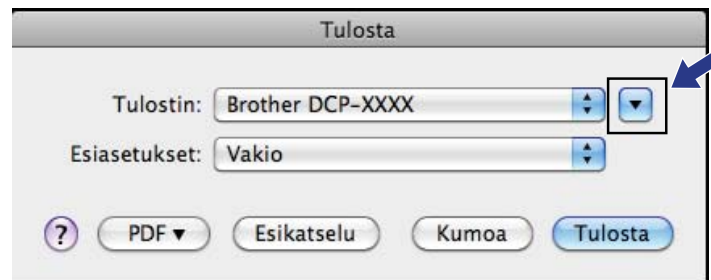 Tulosta
Tulostin: Brother DCP-XXXX
Esiasetukset: Vakio
? PDF ▼ Esikatselu Kumoa Tulosta